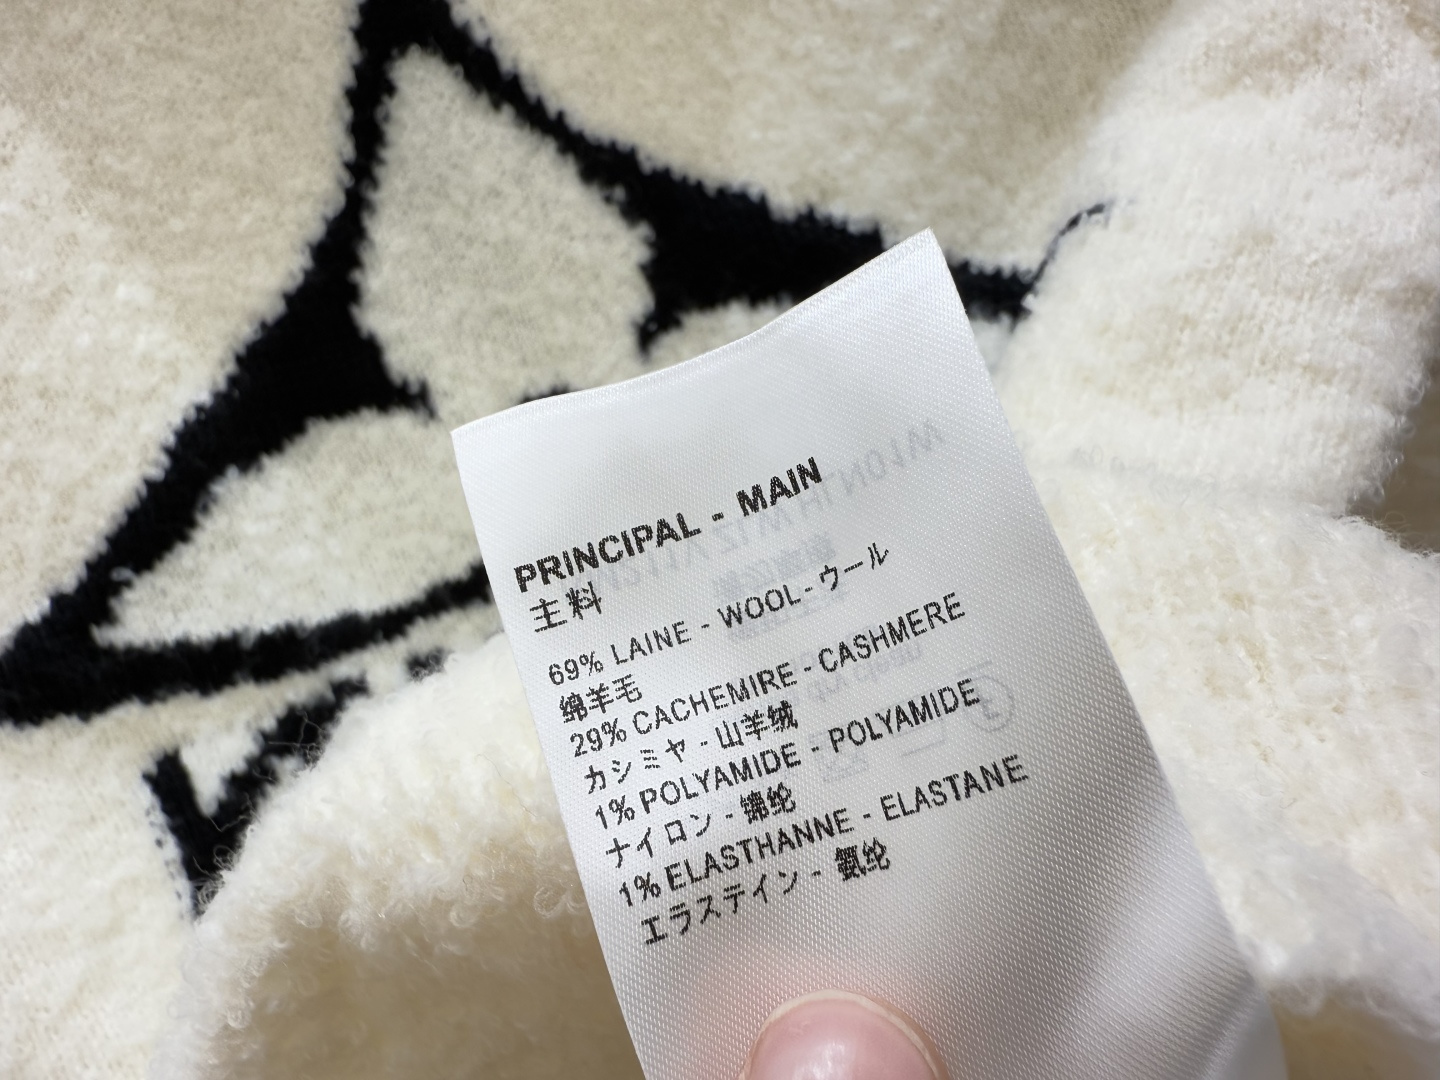 PRINCIPAL - MAIN
主料
69% LAINE - WOOL-ウール
绵羊毛
29% CACHEMIRE - CASHMERE
カシミヤ - 山羊绒
1% POLYAMIDE - POLYAMIDE
ナイロン - 锦纶
1% ELASTHANNE - ELASTANE
エラステイン - 氨纶